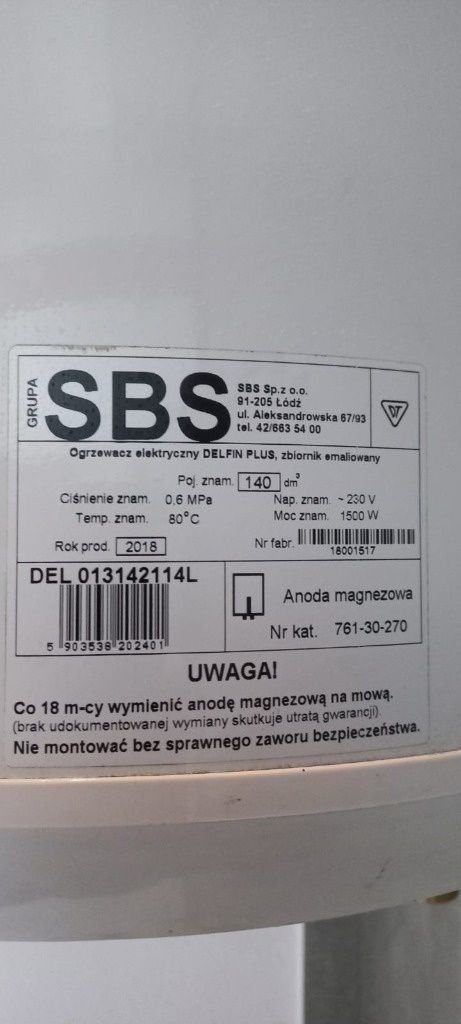 GRUPA
SBS
SBS Sp.z o.o.
91-205 Łódź
ul. Aleksandrowska 67/93
tel. 42/663 54 00
Ogrzewacz elektryczny DELFIN PLUS, zbiornik emaliowany
Poj. znam. 140 dm³
Ciśnienie znam. 0,6 MPa Nap. znam. ~ 230 V
Temp. znam. 80°C Moc znam. 1500 W
Rok prod. 2018 Nr fabr.
18001517
DEL 013142114L
5 903538 202401
Anoda magnezowa
Nr kat. 761-30-270
UWAGA!
Co 18 m-cy wymienić anodę magnezową na mową.
(brak udokumentowanej wymiany skutkuje utratą gwarancji).
Nie montować bez sprawnego zaworu bezpieczeństwa.